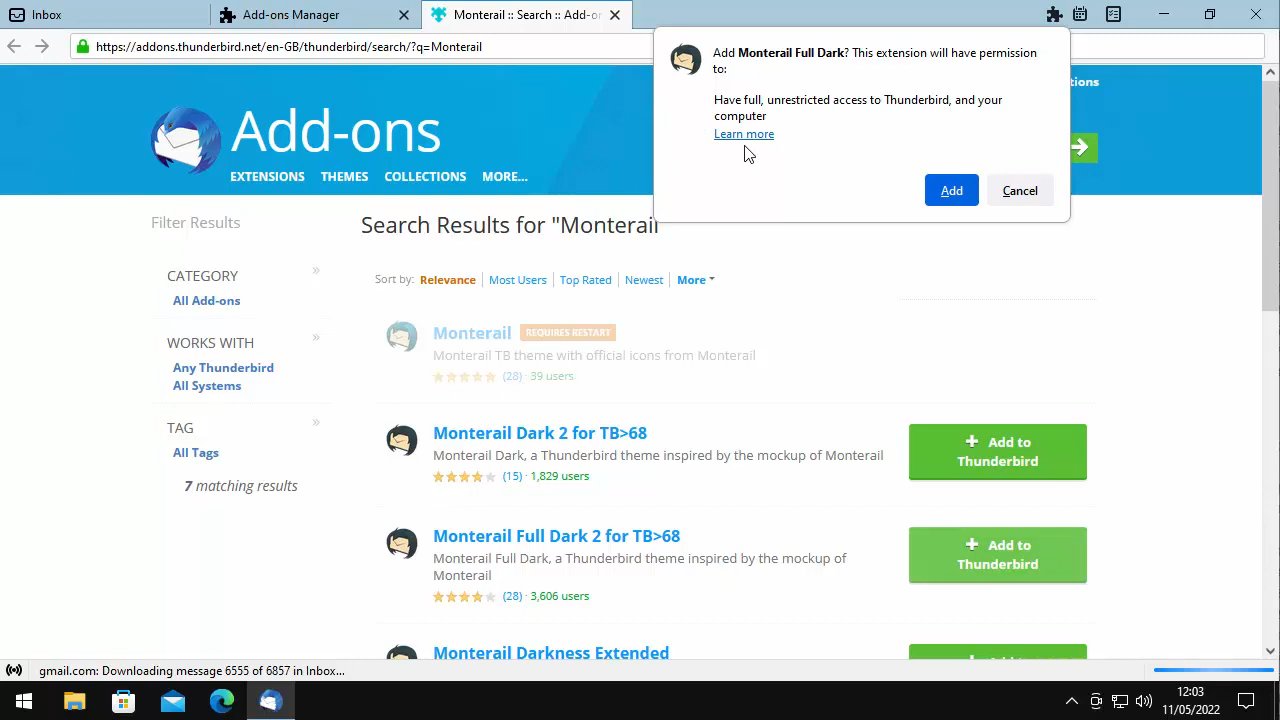 Inbox
Add-ons Manager
Monterail :: Search :: Add-on
https://addons.thunderbird.net/en-GB/thunderbird/search/?q=Monterail
Add Monterail Full Dark? This extension will have permission
to:
Have full, unrestricted access to Thunderbird, and your
computer
Learn more
Add
Cancel
Add-ons
EXTENSIONS
THEMES
COLLECTIONS
MORE...
Filter Results
Search Results for "Monterail
CATEGORY
»
All Add-ons
WORKS WITH
»
Any Thunderbird
All Systems
TAG
»
All Tags
7 matching results
Sort by:
Relevance
Most Users
Top Rated
Newest
More
Monterail
REQUIRES RESTART
Monterail TB theme with official icons from Monterail
(28) · 39 users
Monterail Dark 2 for TB>68
Monterail Dark, a Thunderbird theme inspired by the mockup of Monterail
(15) · 1,829 users
+ Add to
Thunderbird
Monterail Full Dark 2 for TB>68
Monterail Full Dark, a Thunderbird theme inspired by the mockup of
Monterail
(28) · 3,606 users
+ Add to
Thunderbird
Monterail Darkness Extended
gmail.com: Downloading message 6555 of 6857 in Inbox...
12:03
11/05/2022